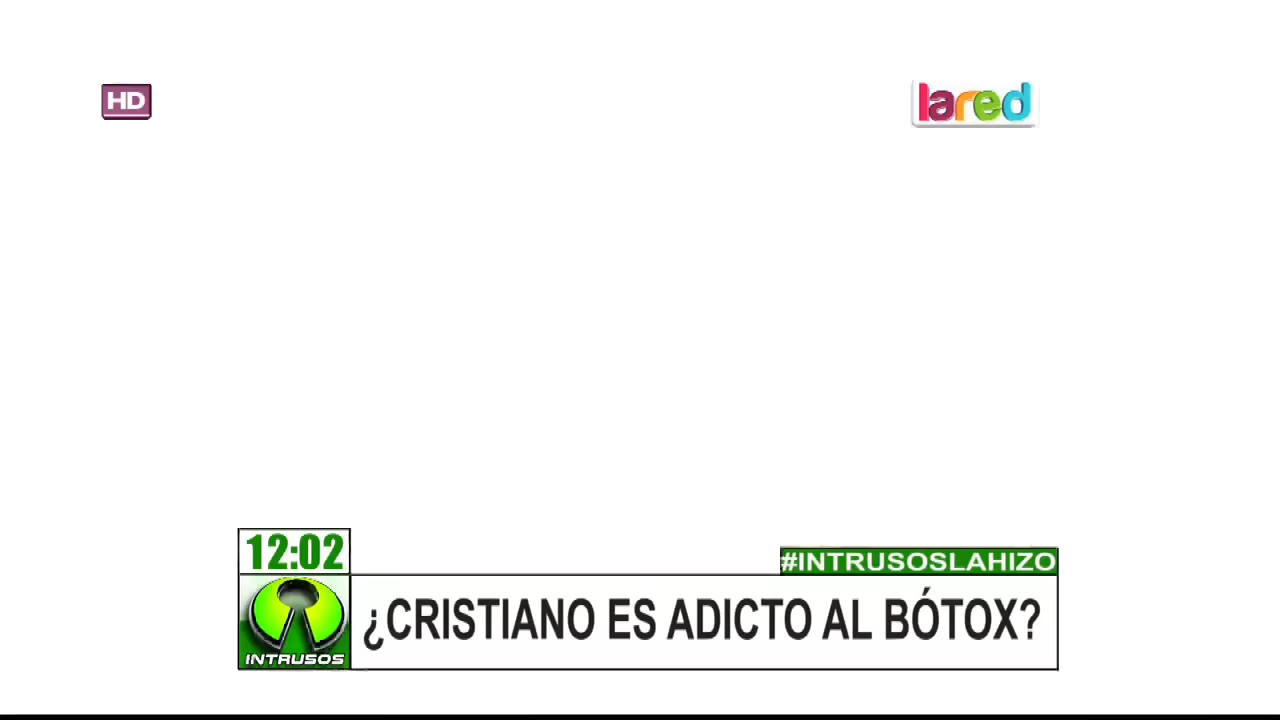 HD
lared
12:02
#INTRUSOSLAHIZO
¿CRISTIANO ES ADICTO AL BÓTOX?
INTRUSOS